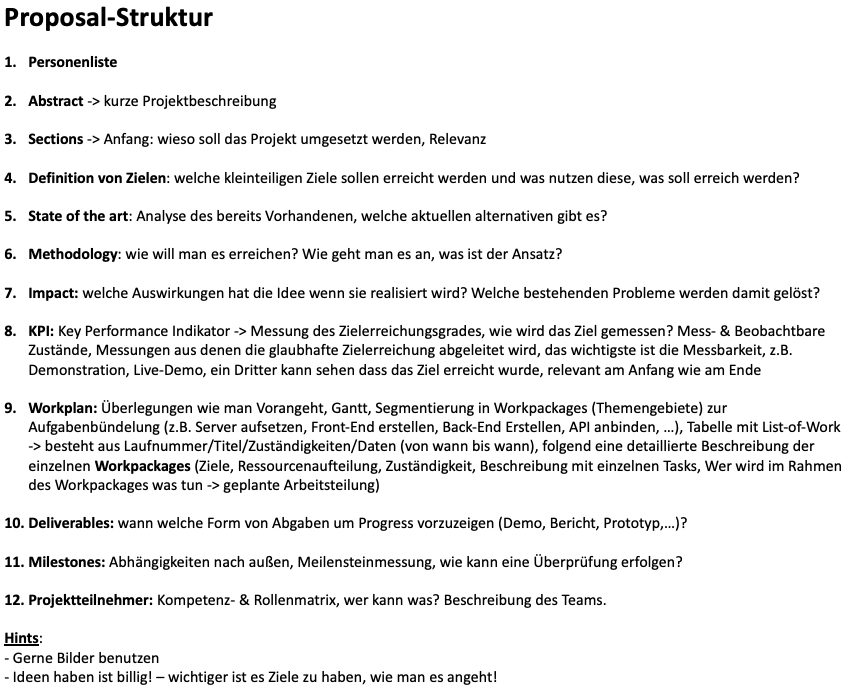 Proposal-Struktur
1. Personenliste
2. Abstract -> kurze Projektbeschreibung
3. Sections -> Anfang: wieso soll das Projekt umgesetzt werden, Relevanz
4. Definition von Zielen: welche kleinteiligen Ziele sollen erreicht werden und was nutzen diese, was soll erreich werden?
5. State of the art: Analyse des bereits Vorhandenen, welche aktuellen alternativen gibt es?
6. Methodology: wie will man es erreichen? Wie geht man es an, was ist der Ansatz?
7. Impact: welche Auswirkungen hat die Idee wenn sie realisiert wird? Welche bestehenden Probleme werden damit gelöst?
8. KPI: Key Performance Indikator -> Messung des Zielerreichungsgrades, wie wird das Ziel gemessen? Mess- & Beobachtbare
Zustände, Messungen aus denen die glaubhafte Zielerreichung abgeleitet wird, das wichtigste ist die Messbarkeit, z.B.
Demonstration, Live-Demo, ein Dritter kann sehen dass das Ziel erreicht wurde, relevant am Anfang wie am Ende
9. Workplan: Überlegungen wie man Vorangeht, Gantt, Segmentierung in Workpackages (Themengebiete) zur
Aufgabenbündelung (z.B. Server aufsetzen, Front-End erstellen, Back-End Erstellen, API anbinden, …), Tabelle mit List-of-Work
-> besteht aus Laufnummer/Titel/Zuständigkeiten/Daten (von wann bis wann), folgend eine detaillierte Beschreibung der
einzelnen Workpackages (Ziele, Ressourcenaufteilung, Zuständigkeit, Beschreibung mit einzelnen Tasks, Wer wird im Rahmen
des Workpackages was tun -> geplante Arbeitsteilung)
10. Deliverables: wann welche Form von Abgaben um Progress vorzuzeigen (Demo, Bericht, Prototyp,…)?
11. Milestones: Abhängigkeiten nach außen, Meilensteinmessung, wie kann eine Überprüfung erfolgen?
12. Projektteilnehmer: Kompetenz- & Rollenmatrix, wer kann was? Beschreibung des Teams.
Hints:
- Gerne Bilder benutzen
- Ideen haben ist billig! – wichtiger ist es Ziele zu haben, wie man es angeht!